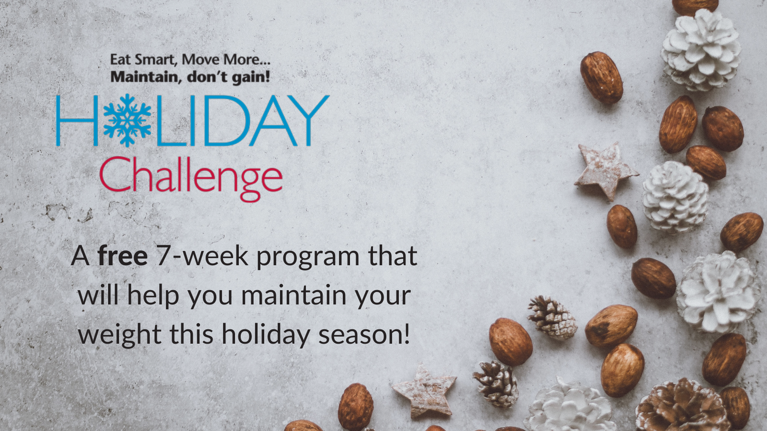 Eat Smart, Move More...
Maintain, don't gain!
HOLIDAY
Challenge
A free 7-week program that
will help you maintain your
weight this holiday season!